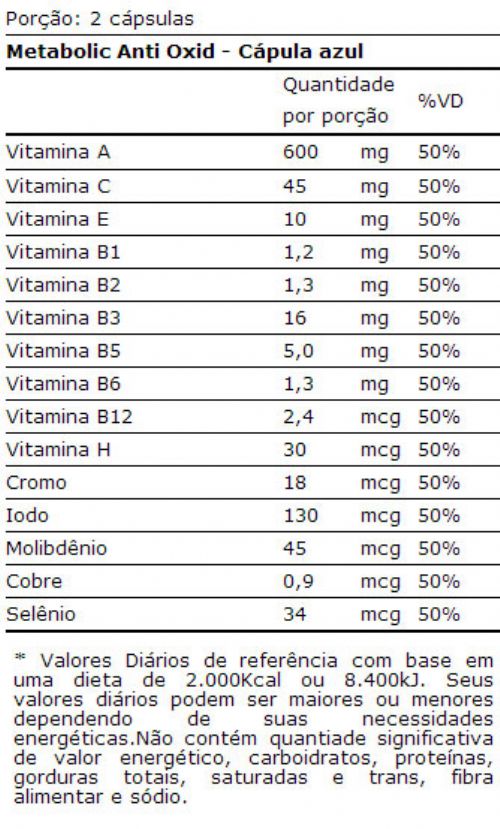 Porção: 2 cápsulas
Metabolic Anti Oxid - Cápula azul
Quantidade por porção %VD
Vitamina A 600 mg 50%
Vitamina C 45 mg 50%
Vitamina E 10 mg 50%
Vitamina B1 1,2 mg 50%
Vitamina B2 1,3 mg 50%
Vitamina B3 16 mg 50%
Vitamina B5 5,0 mg 50%
Vitamina B6 1,3 mg 50%
Vitamina B12 2,4 mcg 50%
Vitamina H 30 mcg 50%
Cromo 18 mcg 50%
Iodo 130 mcg 50%
Molibdênio 45 mcg 50%
Cobre 0,9 mcg 50%
Selênio 34 mcg 50%
* Valores Diários de referência com base em
uma dieta de 2.000Kcal ou 8.400kJ. Seus
valores diários podem ser maiores ou menores
dependendo de suas necessidades
energéticas.Não contém quantiade significativa
de valor energético, carboidratos, proteínas,
gorduras totais, saturadas e trans, fibra
alimentar e sódio.